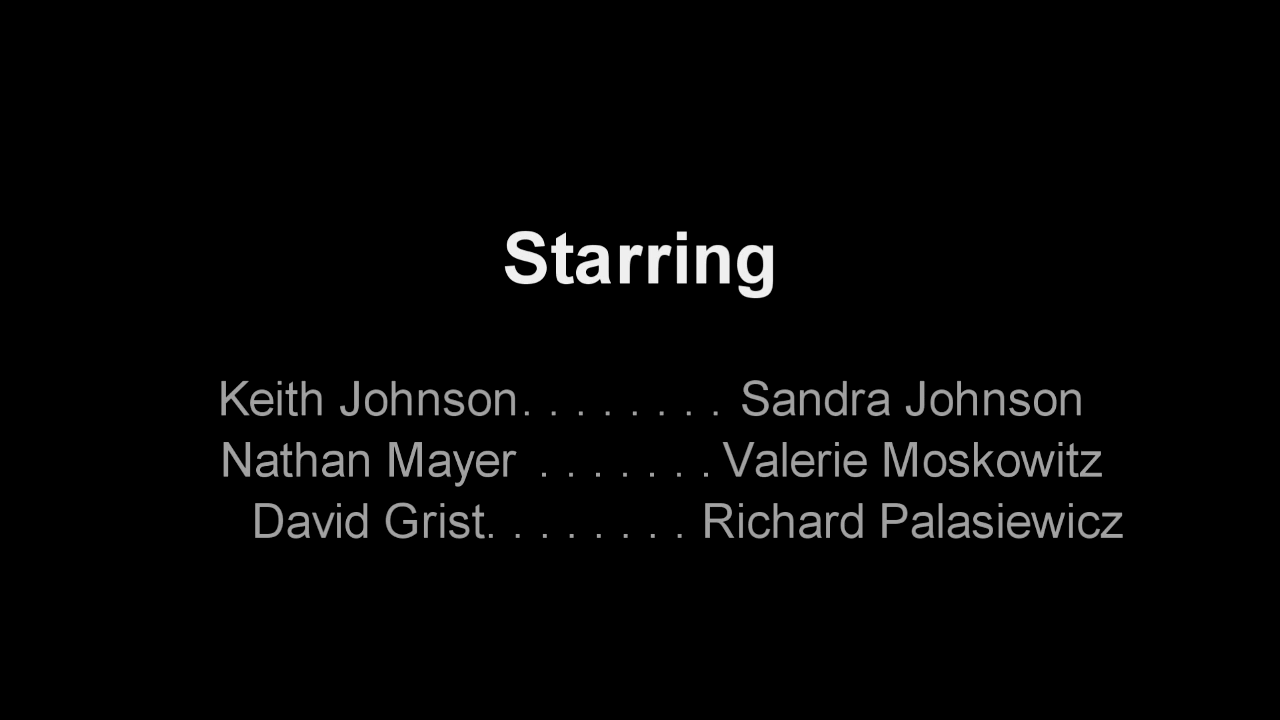 Starring
Keith Johnson. . . . . . . . Sandra Johnson
Nathan Mayer . . . . . . . Valerie Moskowitz
David Grist. . . . . . . . Richard Palasiewicz